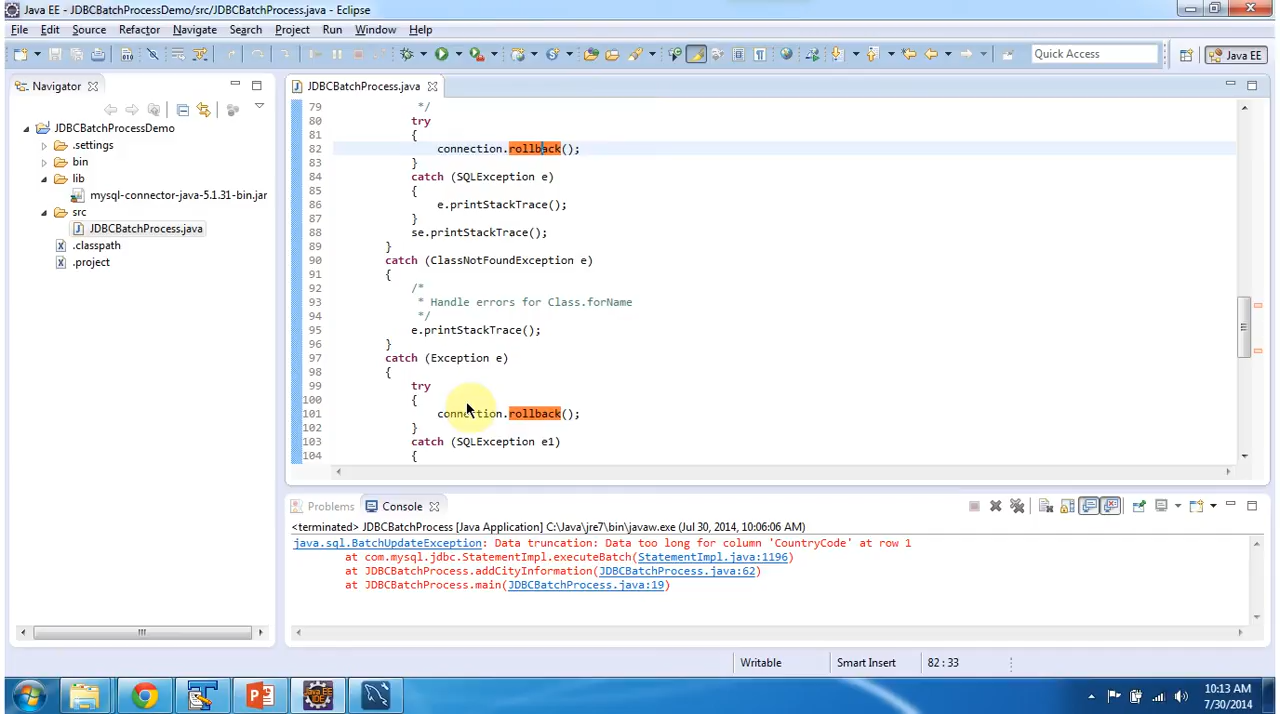 Java EE - JDBCBatchProcessDemo/src/JDBCBatchProcess.java - Eclipse
File Edit Source Refactor Navigate Search Project Run Window Help
Quick Access
Java EE
Navigator
JDBCBatchProcess.java
JDBCBatchProcessDemo
.settings
bin
lib
mysql-connector-java-5.1.31-bin.jar
src
JDBCBatchProcess.java
.classpath
.project
79 */
80 try
81 {
82 connection.rollback();
83 }
84 catch (SQLException e)
85 {
86 e.printStackTrace();
87 }
88 se.printStackTrace();
89 }
90 catch (ClassNotFoundException e)
91 {
92 /*
93 * Handle errors for Class.forName
94 */
95 e.printStackTrace();
96 }
97 catch (Exception e)
98 {
99 try
100 {
101 connection.rollback();
102 }
103 catch (SQLException e1)
104 {
Problems Console
<terminated> JDBCBatchProcess [Java Application] C:\Java\jre7\bin\javaw.exe (Jul 30, 2014, 10:06:06 AM)
java.sql.BatchUpdateException: Data truncation: Data too long for column 'CountryCode' at row 1
at com.mysql.jdbc.StatementImpl.executeBatch(StatementImpl.java:1196)
at JDBCBatchProcess.addCityInformation(JDBCBatchProcess.java:62)
at JDBCBatchProcess.main(JDBCBatchProcess.java:19)
Writable Smart Insert 82 : 33
10:13 AM
7/30/2014